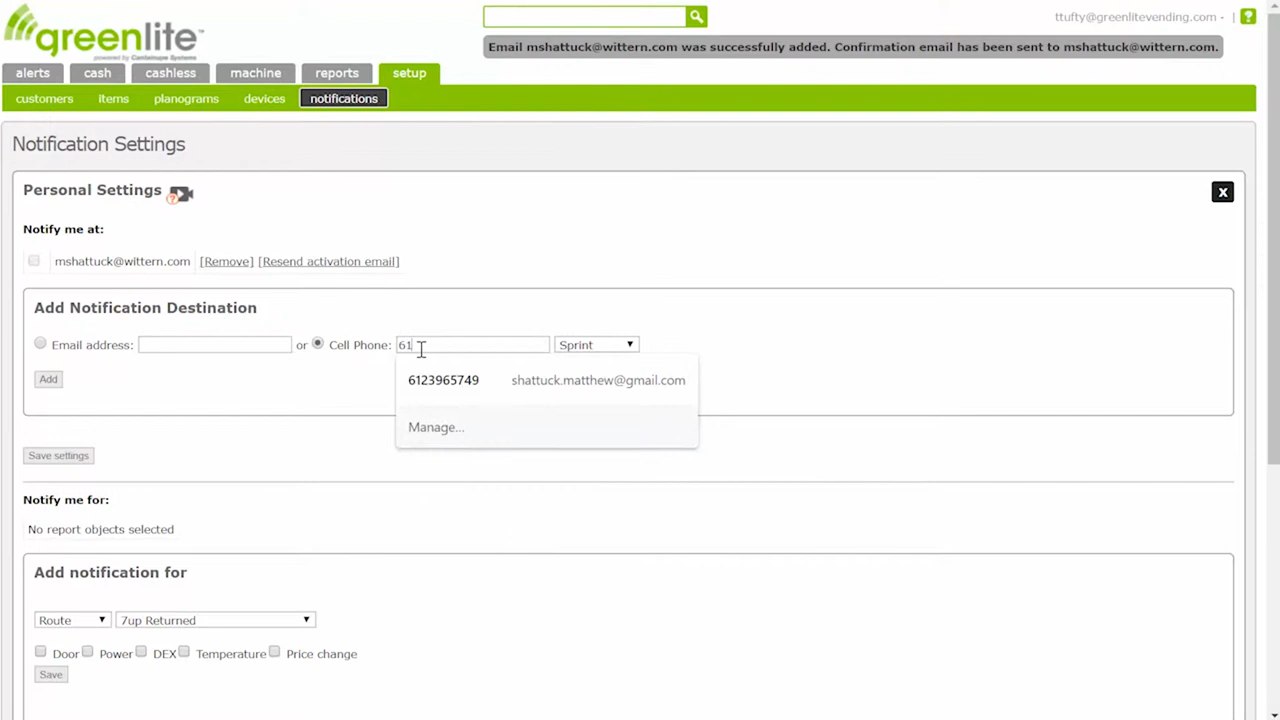 greenlite™
powered by Cantaloupe Systems
ttufty@greenlitevending.com
?
Email mshattuck@wittern.com was successfully added. Confirmation email has been sent to mshattuck@wittern.com.
alerts cash cashless machine reports setup
customers items planograms devices notifications
Notification Settings
Personal Settings ?
X
Notify me at:
mshattuck@wittern.com [Remove] [Resend activation email]
Add Notification Destination
Email address: or Cell Phone: 61 Sprint
6123965749 shattuck.matthew@gmail.com
Add
Manage...
Save settings
Notify me for:
No report objects selected
Add notification for
Route 7up Returned
Door Power DEX Temperature Price change
Save